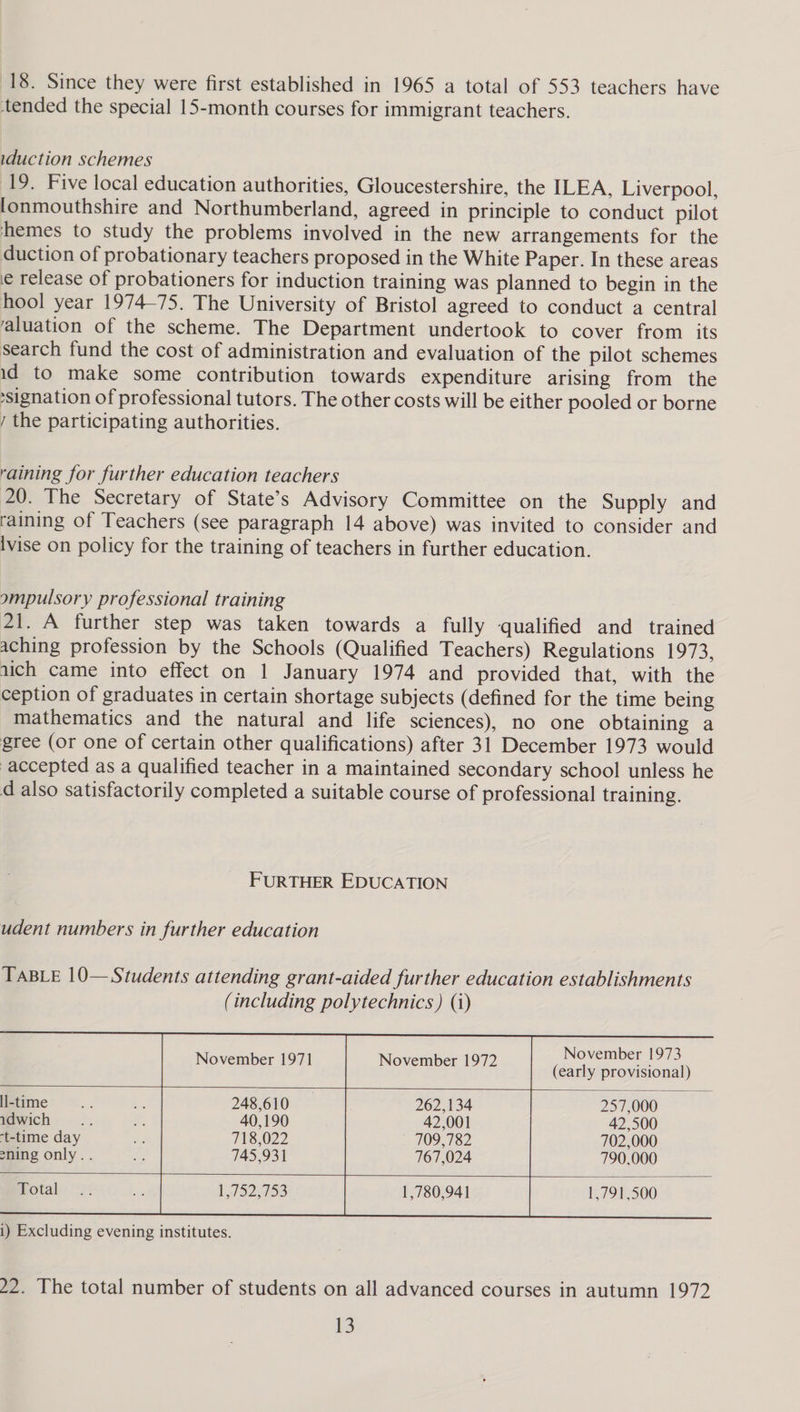 18. Since they were first established in 1965 a total of 553 teachers have
tended the special 15-month courses for immigrant teachers.
duction schemes
19. Five local education authorities, Gloucestershire, the ILEA, Liverpool,
onmouthshire and Northumberland, agreed in principle to conduct pilot
hemes to study the problems involved in the new arrangements for the
duction of probationary teachers proposed in the White Paper. In these areas
e release of probationers for induction training was planned to begin in the
hool year 1974–75. The University of Bristol agreed to conduct a central
aluation of the scheme. The Department undertook to cover from its
search fund the cost of administration and evaluation of the pilot schemes
d to make some contribution towards expenditure arising from the
signation of professional tutors. The other costs will be either pooled or borne
the participating authorities.
raining for further education teachers
20. The Secretary of State's Advisory Committee on the Supply and
raining of Teachers (see paragraph 14 above) was invited to consider and
lvise on policy for the training of teachers in further education.
ompulsory professional training
21. A further step was taken towards a fully qualified and trained
aching profession by the Schools (Qualified Teachers) Regulations 1973,
hich came into effect on 1 January 1974 and provided that, with the
ception of graduates in certain shortage subjects (defined for the time being
mathematics and the natural and life sciences), no one obtaining a
gree (or one of certain other qualifications) after 31 December 1973 would
accepted as a qualified teacher in a maintained secondary school unless he
d also satisfactorily completed a suitable course of professional training.
FURTHER EDUCATION
udent numbers in further education
TABLE 10—Students attending grant-aided further education establishments
(including polytechnics) (i)
November 1971 November 1972 November 1973
(early provisional)
ll-time .. .. 248,610 262,134 257,000
dwich .. .. 40,190 42,001 42,500
t-time day .. 718,022 709,782 702,000
ening only .. .. 745,931 767,024 790,000
Total .. .. 1,752,753 1,780,941 1,791,500
i) Excluding evening institutes.
22. The total number of students on all advanced courses in autumn 1972
13